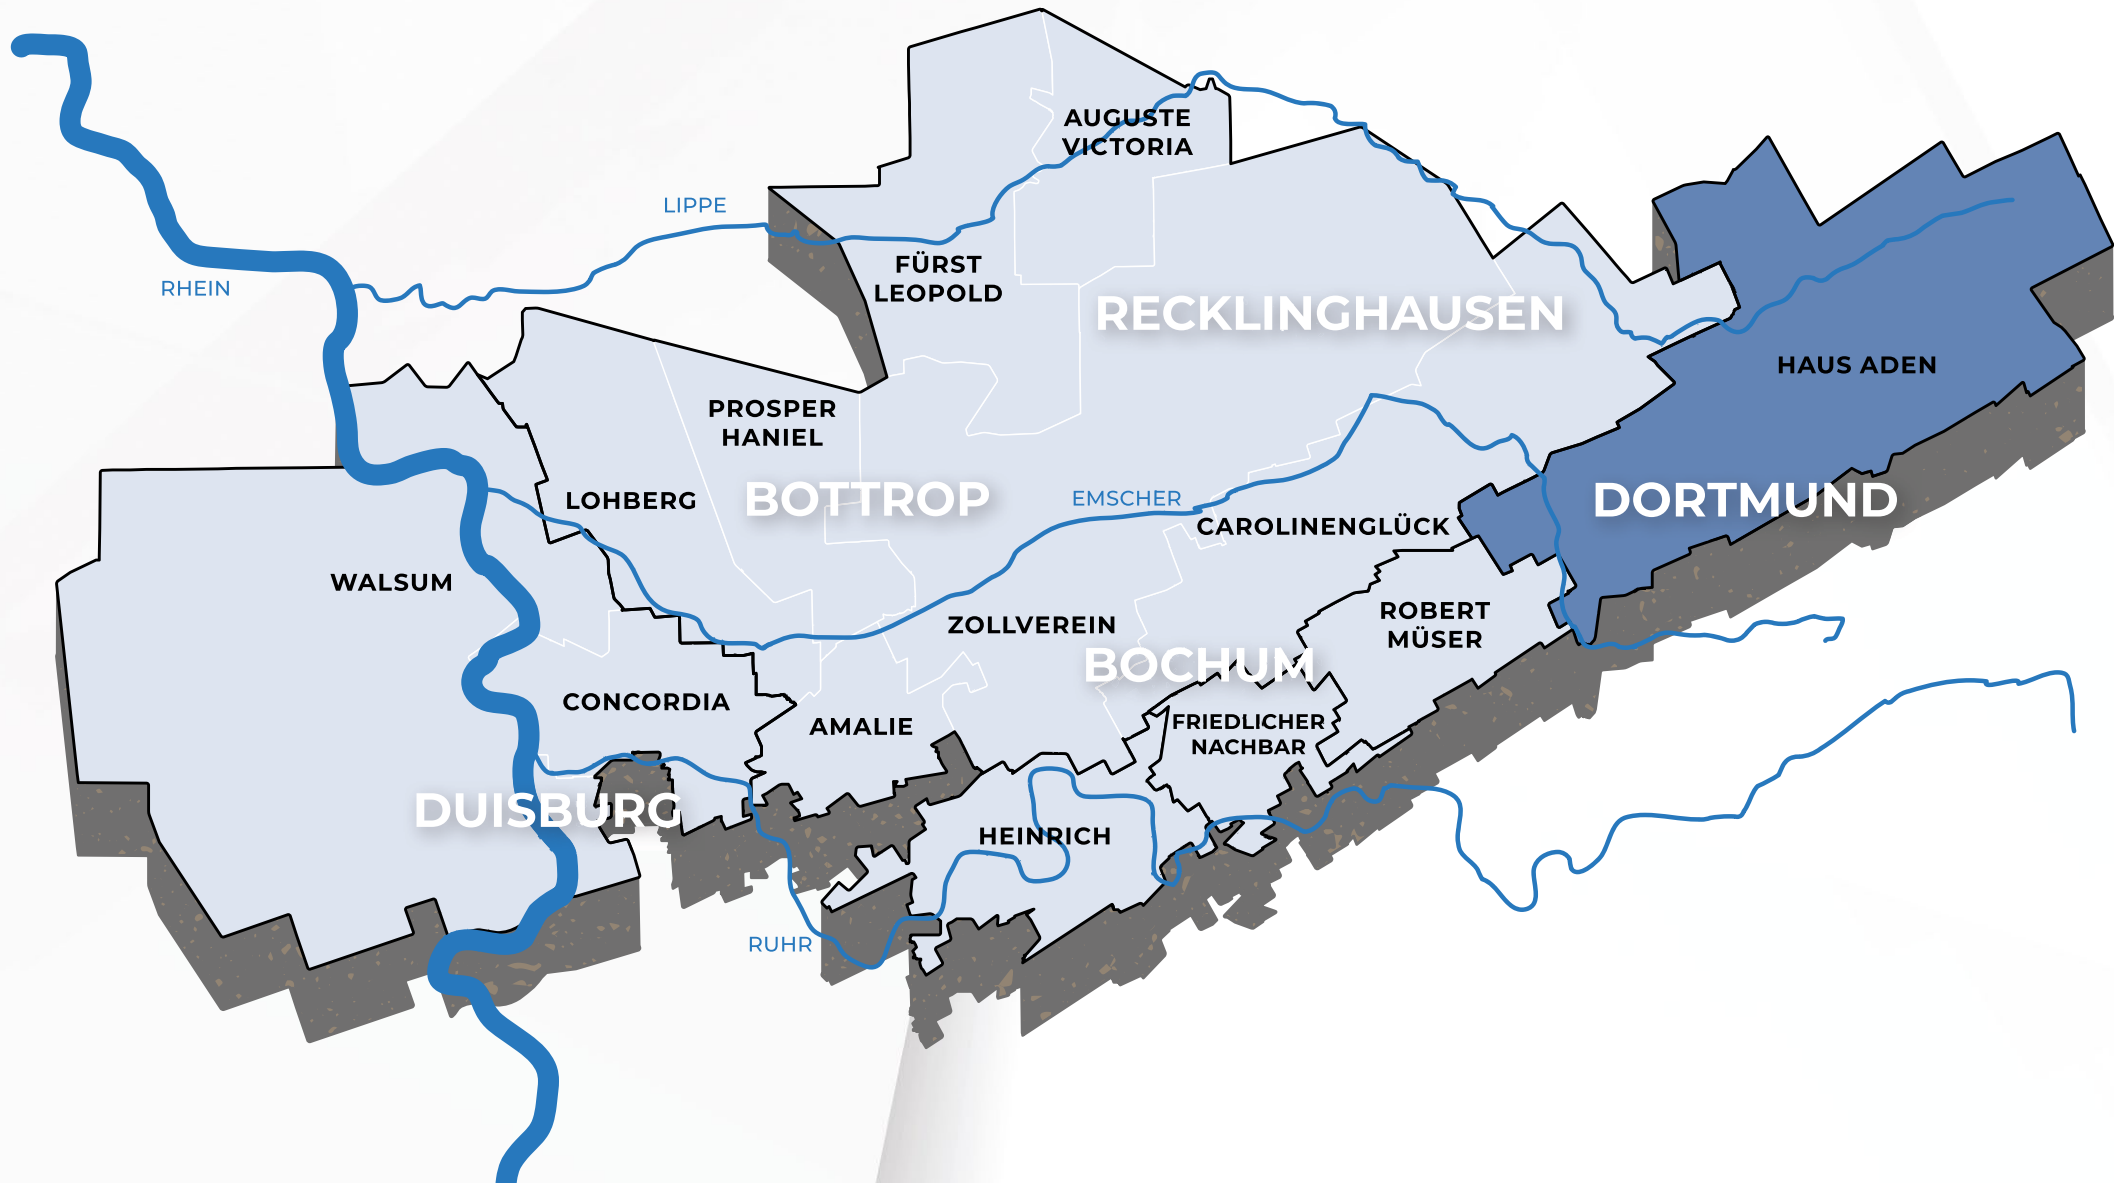 AUGUSTE
VICTORIA
LIPPE
FÜRST
LEOPOLD
RHEIN
RECKLINGHAUSEN
HAUS ADEN
PROSPER
HANIEL
LOHBERG
BOTTROP
EMSCHER
DORTMUND
CAROLINENGLÜCK
WALSUM
ROBERT
MÜSER
ZOLLVEREIN
BOCHUM
CONCORDIA
AMALIE
FRIEDLICHER
NACHBAR
DUISBURG
HEINRICH
RUHR